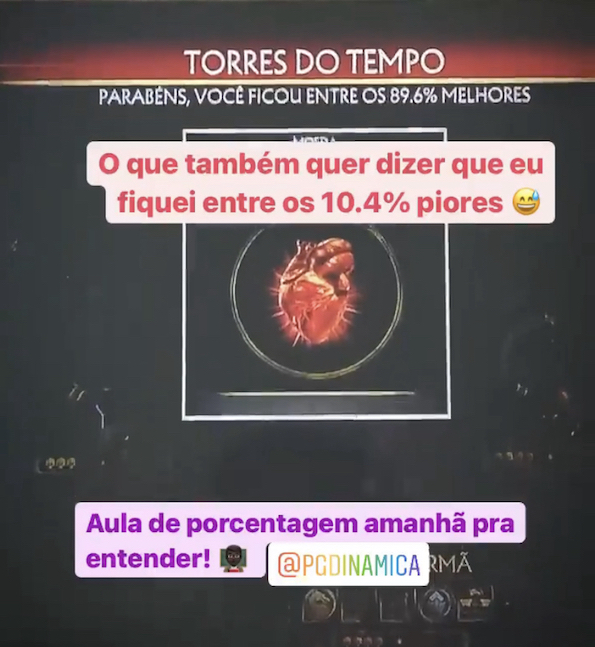 TORRES DO TEMPO
PARABÉNS, VOCÊ FICOU ENTRE OS 89.6% MELHORES
O que também quer dizer que eu
fiquei entre os 10.4% piores 😅
Aula de porcentagem amanhã pra
entender! 👩🏿‍🏫 @PGDINAMICA